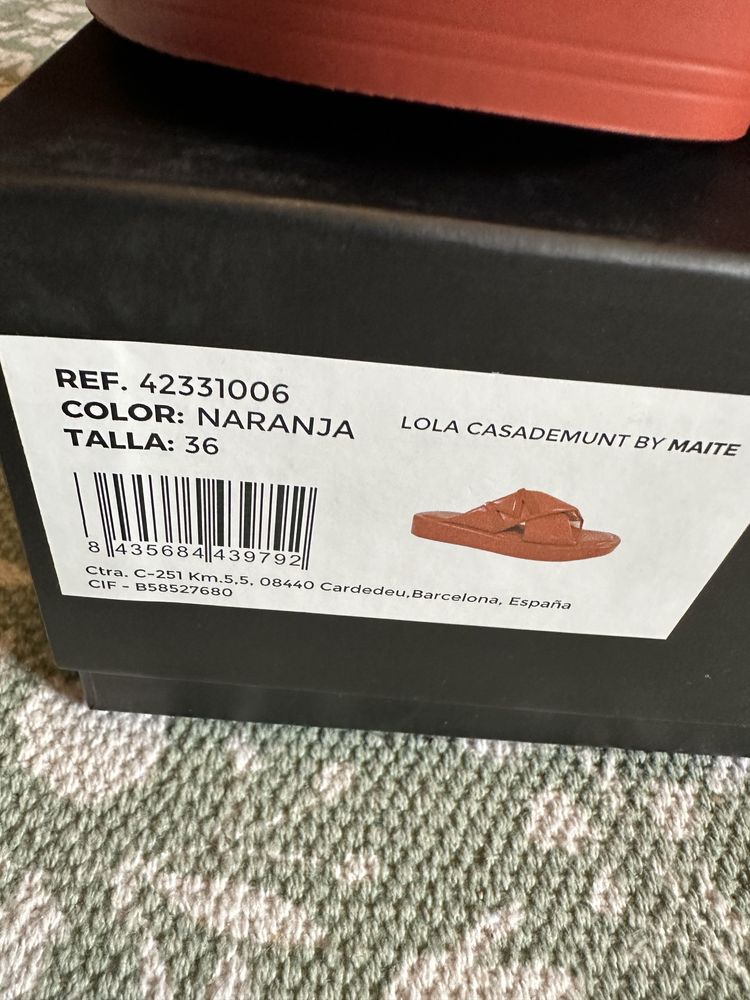 REF. 42331006
COLOR: NARANJA
TALLA: 36
LOLA CASADEMUNT BY MAITE
8 435684 439792
Ctra. C-251 Km.5,5, 08440 Cardedeu,Barcelona, España
CIF - B58527680